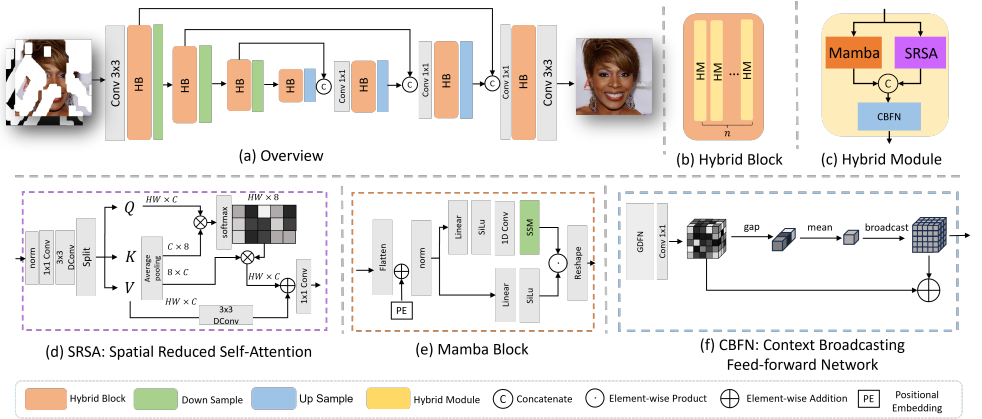 Conv 3x3
HB
HB
HB
HB
C
Conv 1x1
HB
C
Conv 1x1
HB
C
Conv 1x1
HB
Conv 3x3
(a) Overview
HM
HM
...
HM
n
(b) Hybrid Block
Mamba
SRSA
C
CBFN
(c) Hybrid Module
norm
1x1 Conv
3x3
DConv
Split
Q
K
V
HW × C
Average
pooling
C × 8
8 × C
HW × C
softmax
HW × 8
HW × C
3x3
DConv
1x1 Conv
(d) SRSA: Spatial Reduced Self-Attention
Flatten
PE
norm
Linear
SiLu
1D Conv
SSM
Linear
SiLu
Reshape
(e) Mamba Block
GDFN
Conv 1x1
gap
mean
broadcast
(f) CBFN: Context Broadcasting
Feed-forward Network
Hybrid Block
Down Sample
Up Sample
Hybrid Module
C
Concatenate
Element-wise Product
Element-wise Addition
PE
Positional
Embedding